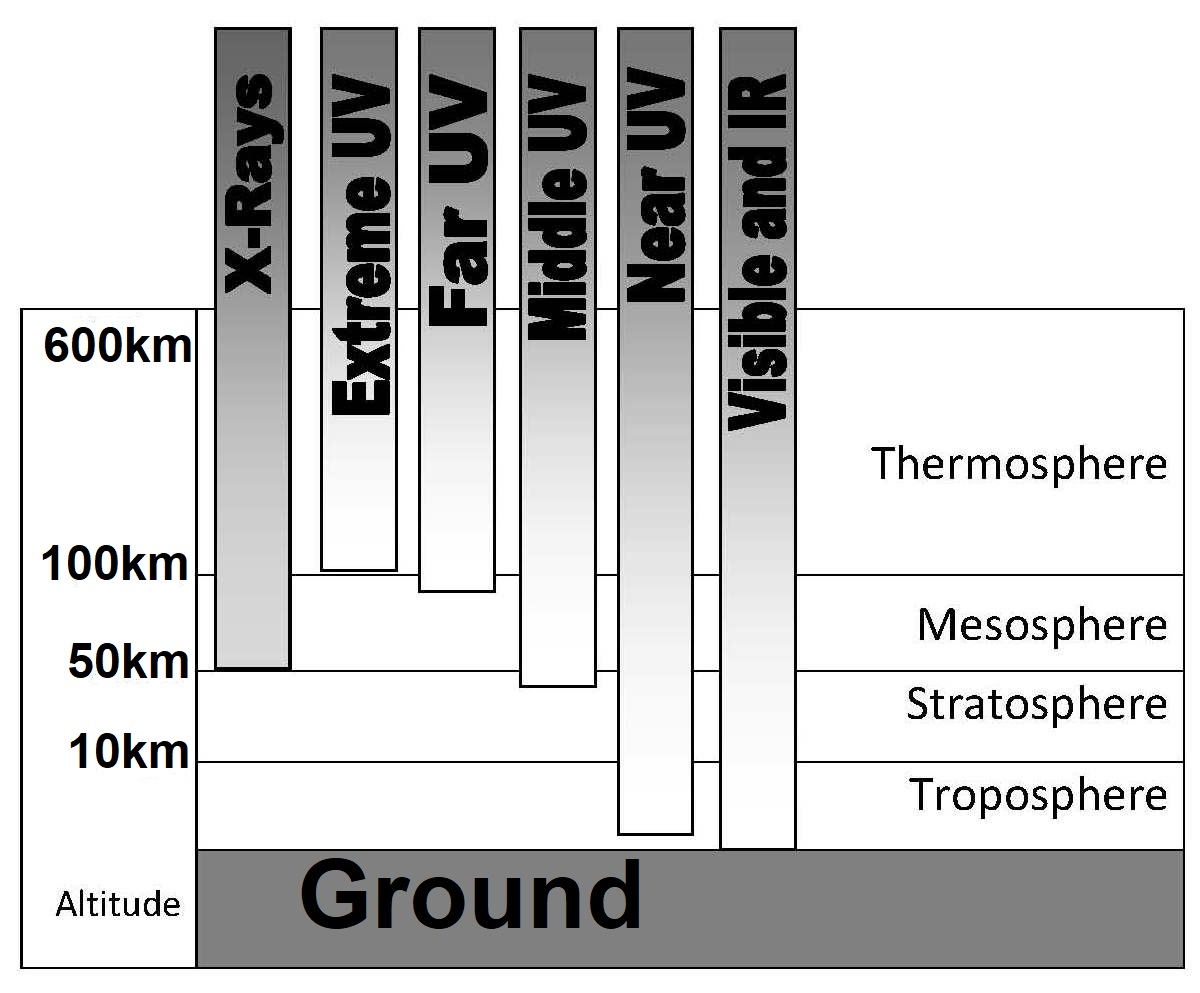 X-Rays
Extreme UV
Far UV
Middle UV
Near UV
Visible and IR
600km
Thermosphere
100km
Mesosphere
50km
Stratosphere
10km
Troposphere
Ground
Altitude